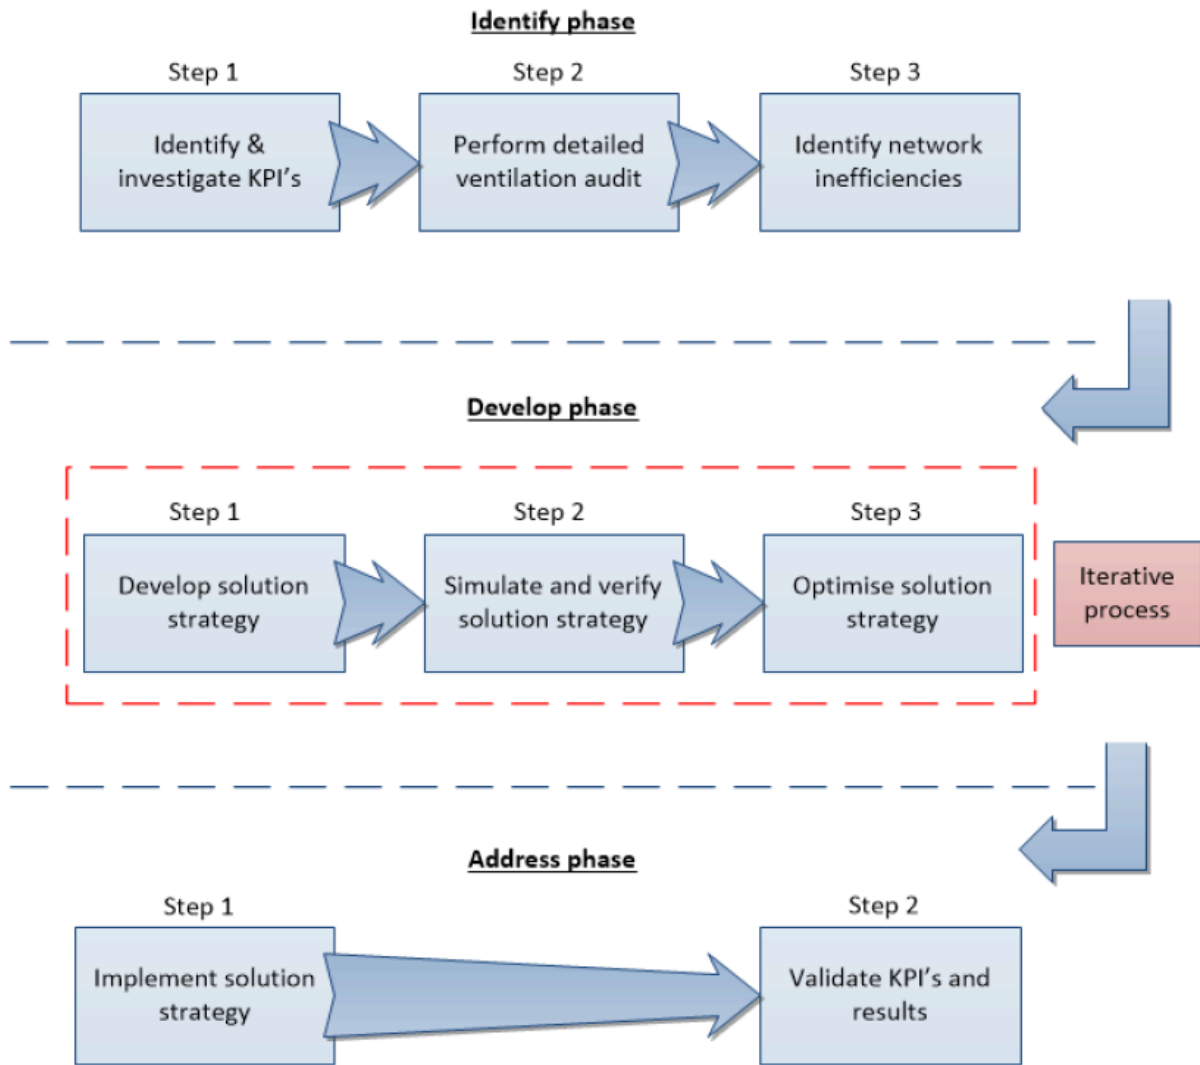 Identify phase
Step 1
Step 2
Step 3
Identify &
investigate KPI's
Perform detailed
ventilation audit
Identify network
inefficiencies
Develop phase
Step 1
Step 2
Step 3
Develop solution
strategy
Simulate and verify
solution strategy
Optimise solution
strategy
Iterative
process
Address phase
Step 1
Step 2
Implement solution
strategy
Validate KPI's and
results